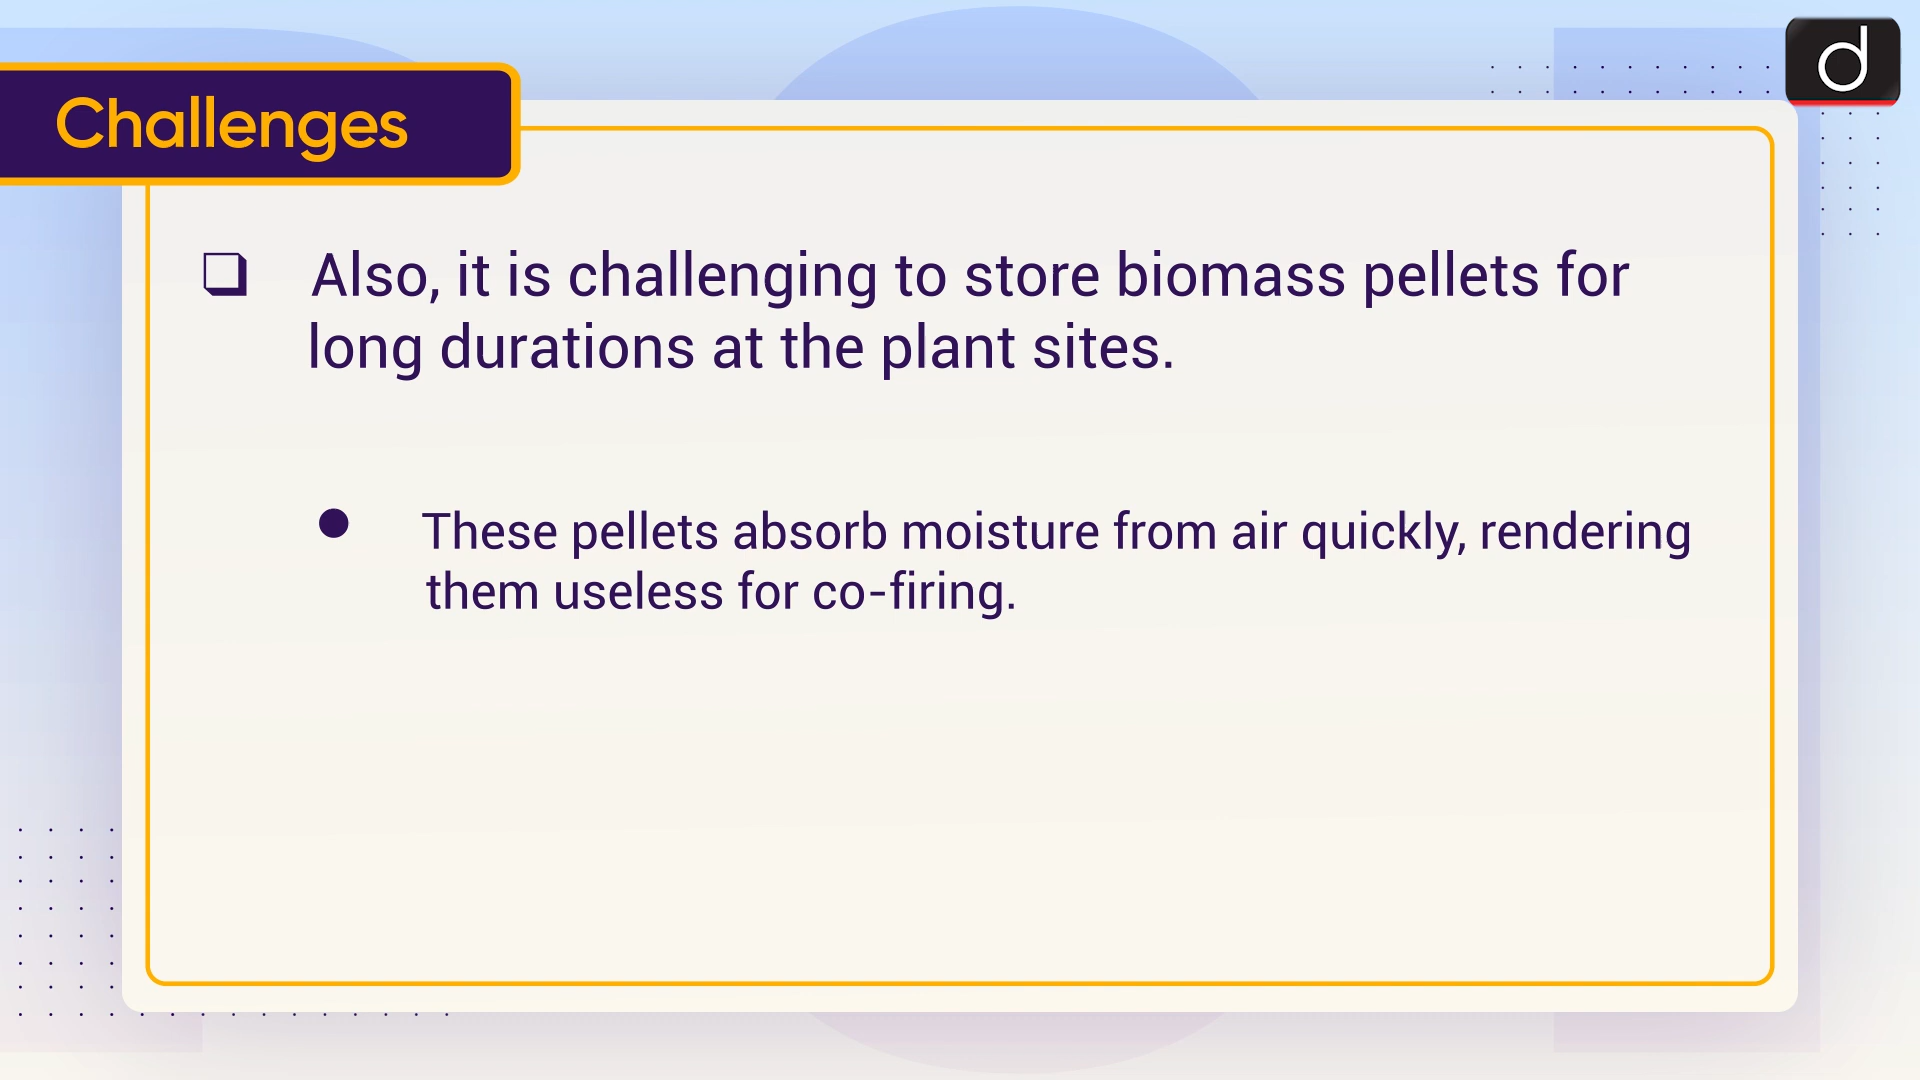 Challenges
d
❑ Also, it is challenging to store biomass pellets for
long durations at the plant sites.
● These pellets absorb moisture from air quickly, rendering
them useless for co-firing.